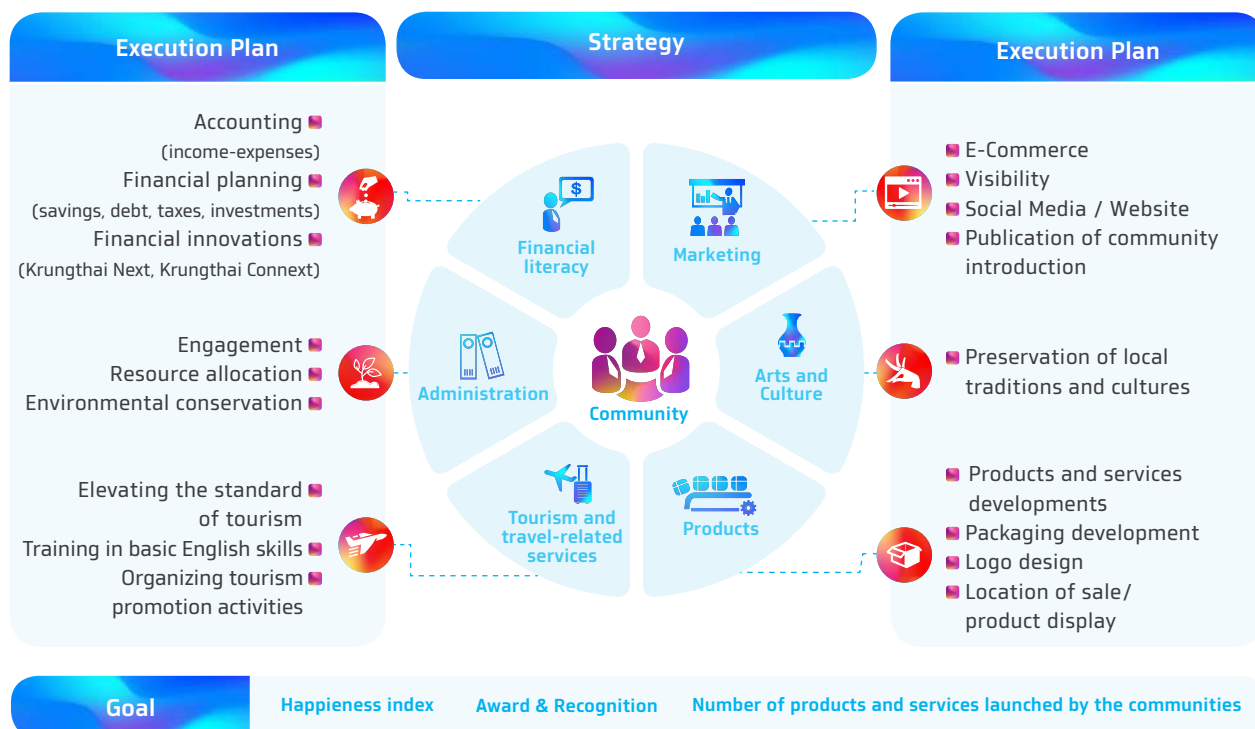 Execution Plan
Accounting
(income-expenses)
Financial planning
(savings, debt, taxes, investments)
Financial innovations
(Krungthai Next, Krungthai Connext)
Engagement
Resource allocation
Environmental conservation
Elevating the standard
of tourism
Training in basic English skills
Organizing tourism
promotion activities
Strategy
$
Financial
literacy
Marketing
Administration
Community
Arts and
Culture
Tourism and
travel-related
services
Products
Execution Plan
E-Commerce
Visibility
Social Media / Website
Publication of community
introduction
Preservation of local
traditions and cultures
Products and services
developments
Packaging development
Logo design
Location of sale/
product display
Goal
Happieness index
Award & Recognition
Number of products and services launched by the communities